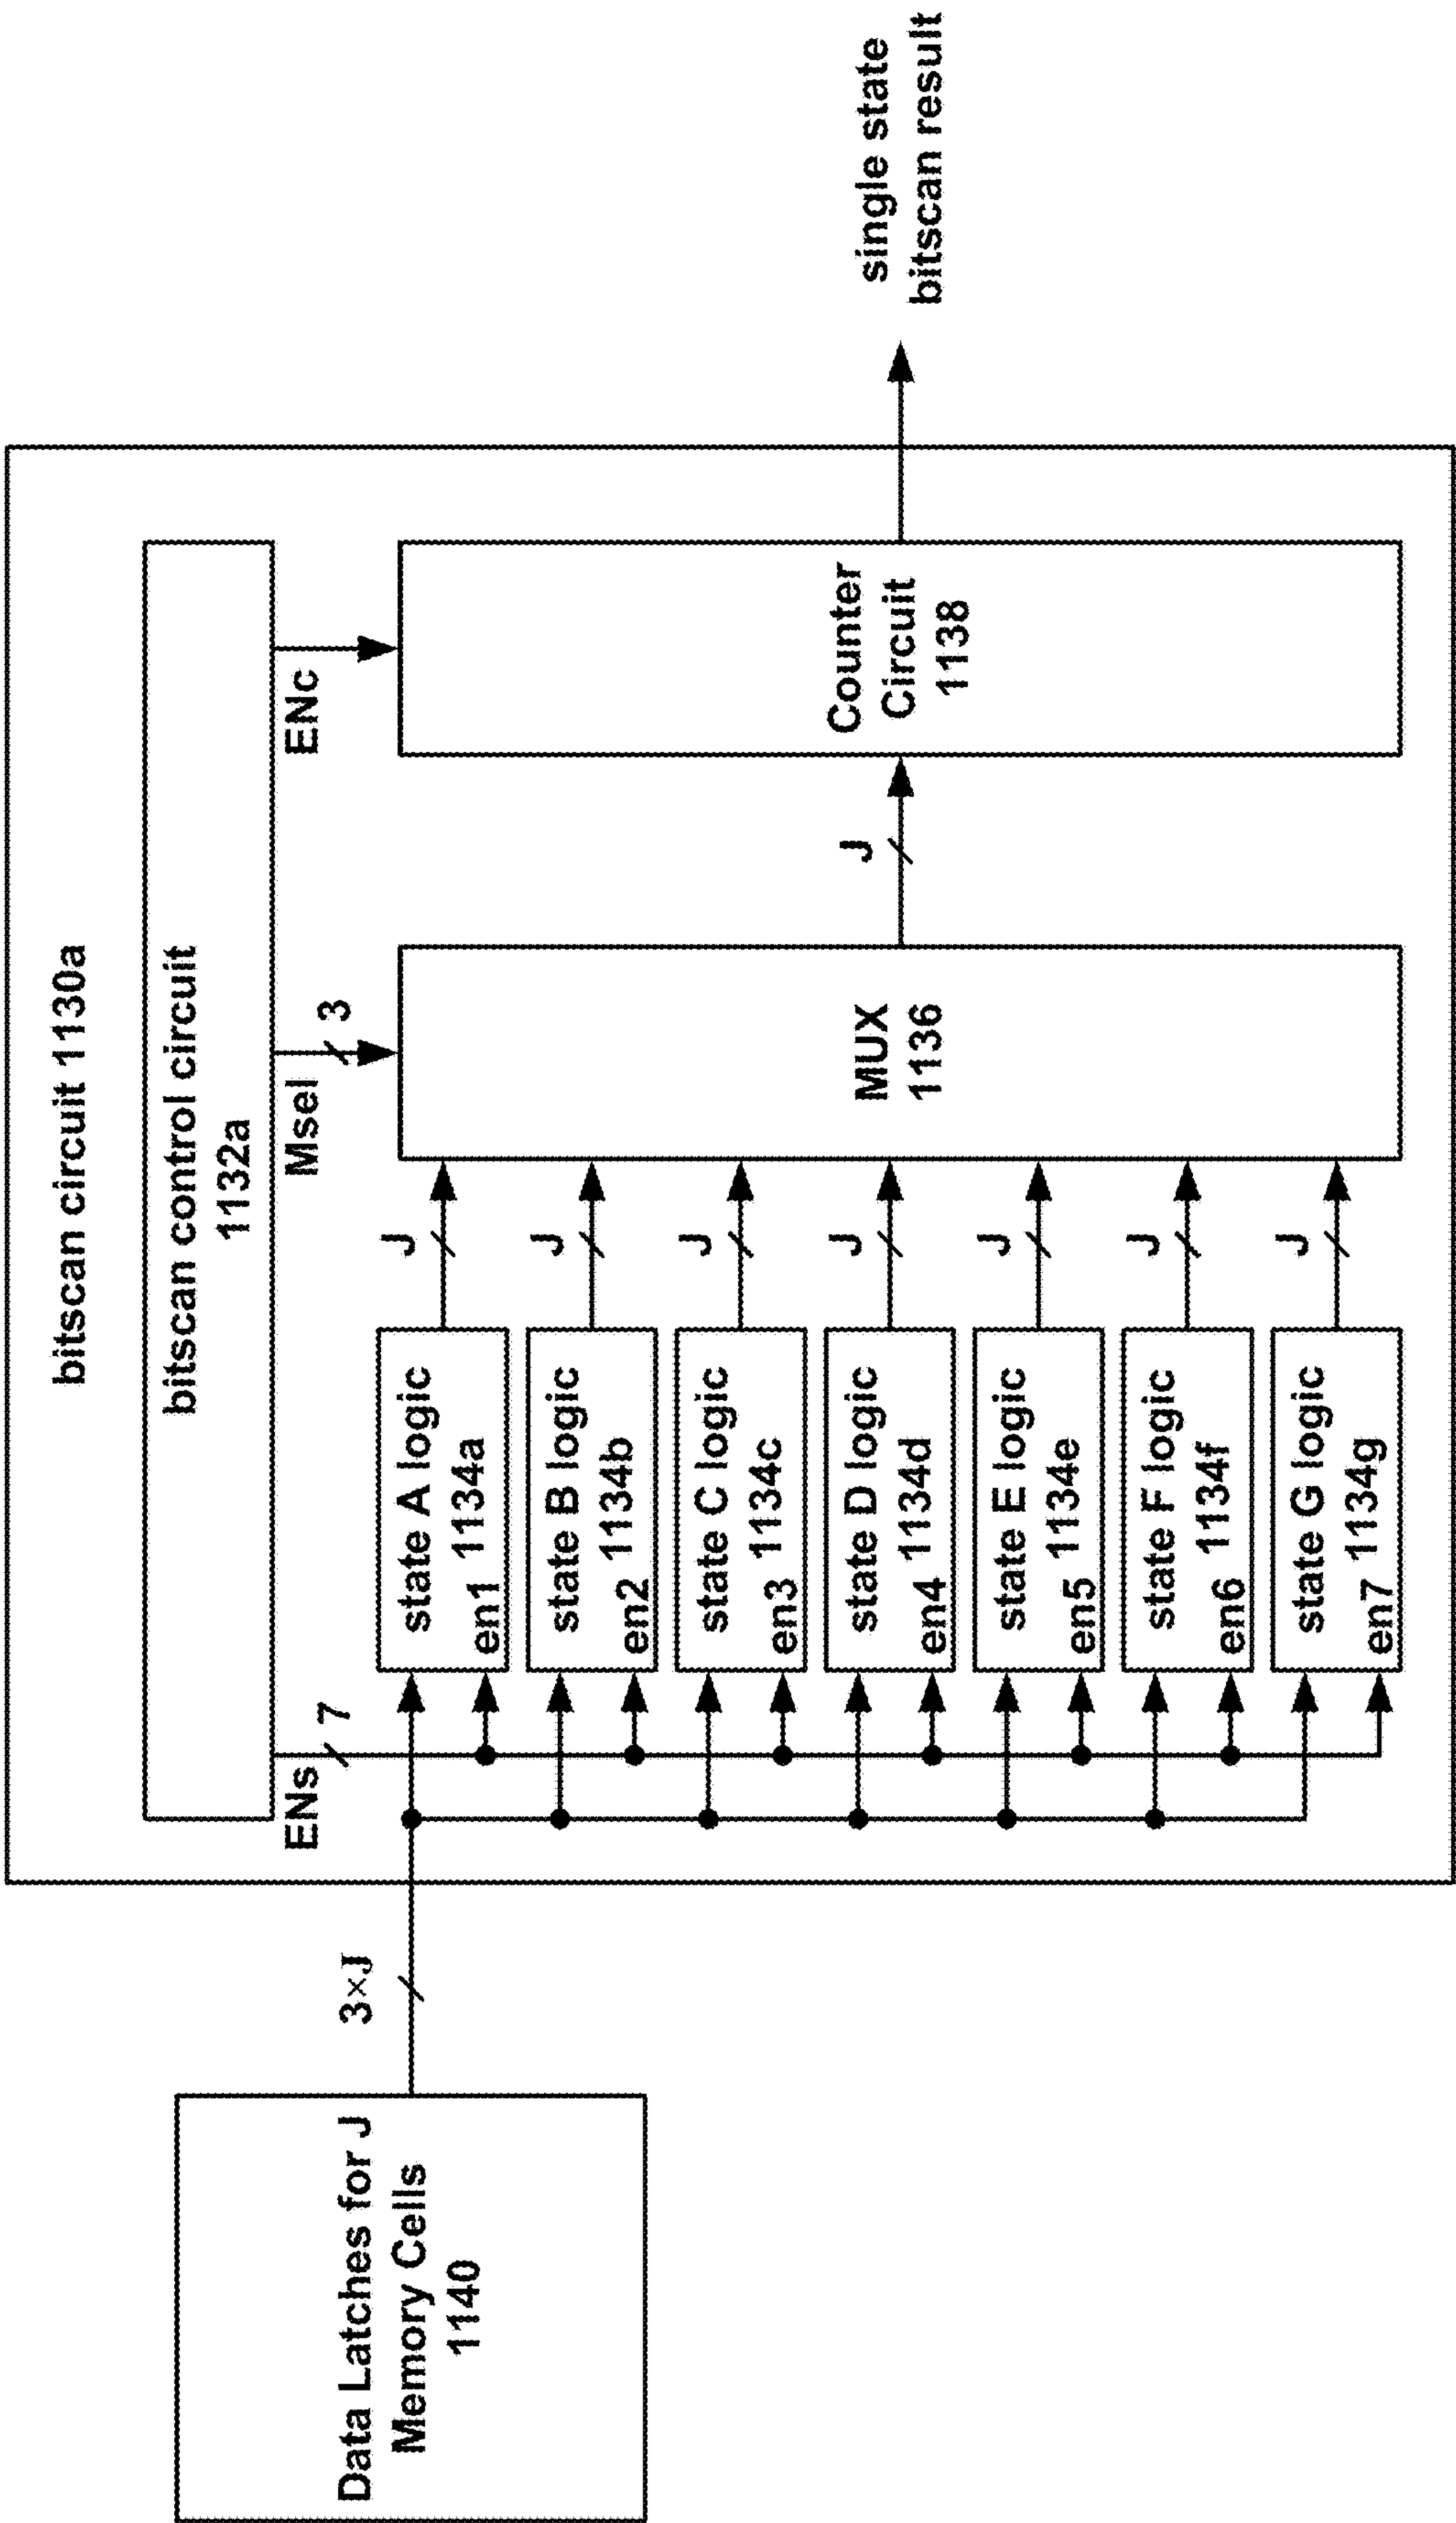 bitscan circuit 1130a
bitscan control circuit
1132a
Data Latches for J
Memory Cells
1140
3×J
ENs
7
Msel
3
ENc
state A logic
en1 1134a
J
state B logic
en2 1134b
J
state C logic
en3 1134c
J
state D logic
en4 1134d
J
state E logic
en5 1134e
J
state F logic
en6 1134f
J
state G logic
en7 1134g
J
MUX
1136
J
Counter
Circuit
1138
single state
bitscan result